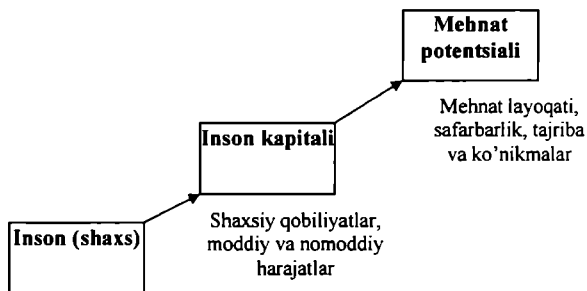 Mehnat
potentsiali
Mehnat layoqati,
safarbarlik, tajriba
va ko'nikmalar
Inson kapitali
Shaxsiy qobiliyatlar,
moddiy va nomoddiy
harajatlar
Inson (shaxs)